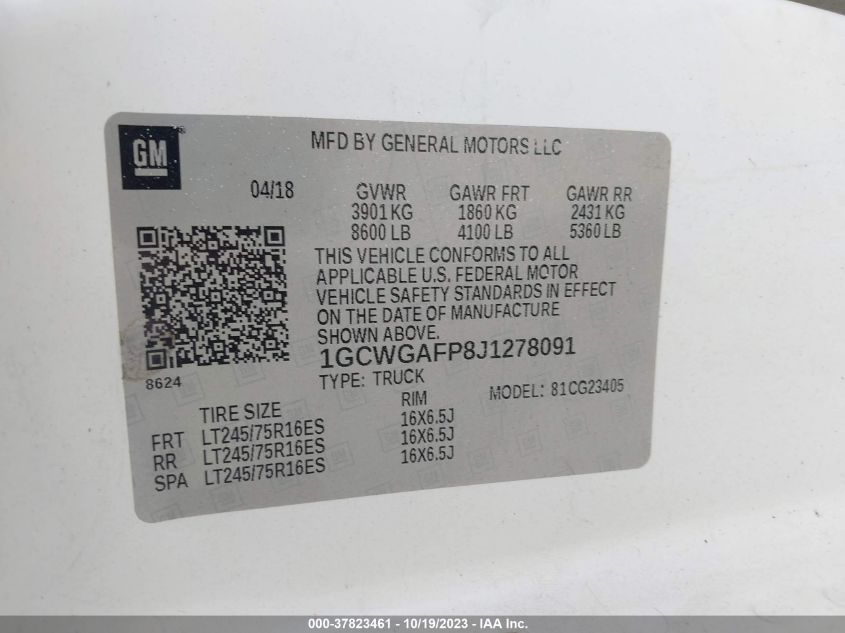 GM
MFD BY GENERAL MOTORS LLC
04/18 GVWR GAWR FRT GAWR RR
3901 KG 1860 KG 2431 KG
8600 LB 4100 LB 5360 LB
THIS VEHICLE CONFORMS TO ALL
APPLICABLE U.S. FEDERAL MOTOR
VEHICLE SAFETY STANDARDS IN EFFECT
ON THE DATE OF MANUFACTURE
SHOWN ABOVE.
1GCWGAFP8J1278091
8624
TYPE: TRUCK MODEL: 81CG23405
TIRE SIZE RIM
FRT LT245/75R16ES 16X6.5J
RR LT245/75R16ES 16X6.5J
SPA LT245/75R16ES 16X6.5J
000-37823461 - 10/19/2023 - IAA Inc.